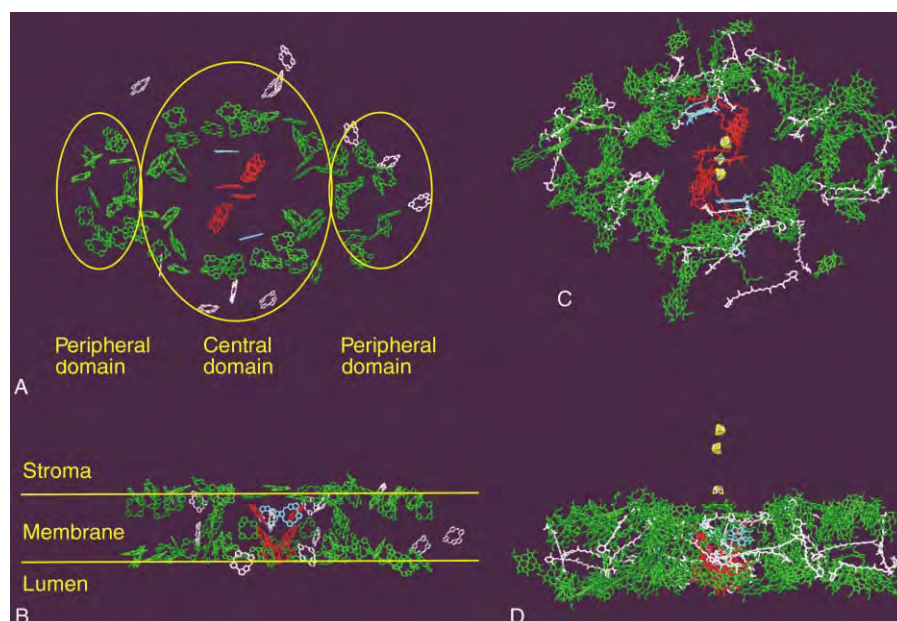 Peripheral
domain
Central
domain
Peripheral
domain
A
C
Stroma
Membrane
Lumen
B
D